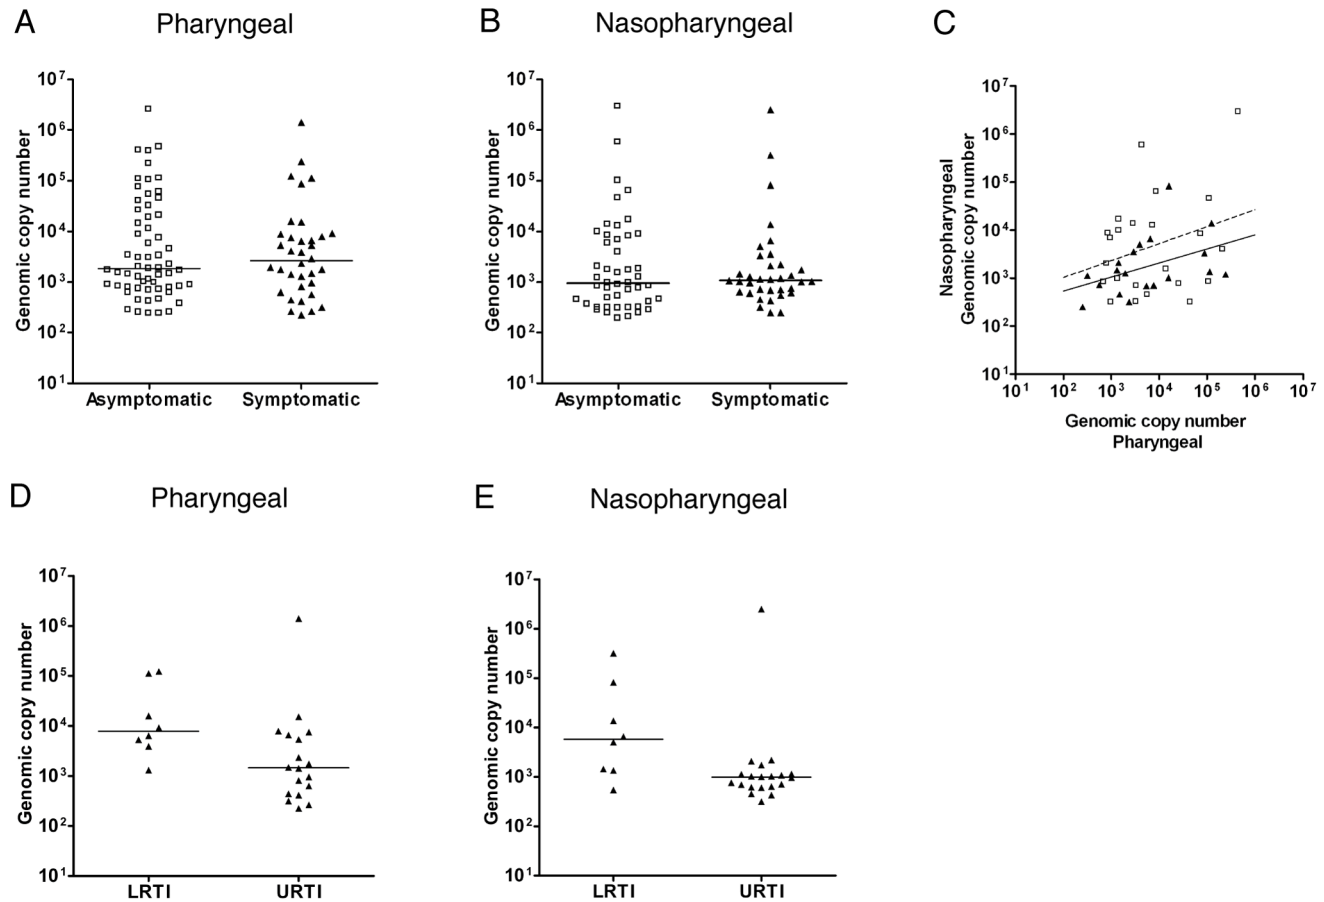 A
Pharyngeal
Genomic copy number
10^7
10^6
10^5
10^4
10^3
10^2
10^1
Asymptomatic
Symptomatic
B
Nasopharyngeal
Genomic copy number
10^7
10^6
10^5
10^4
10^3
10^2
10^1
Asymptomatic
Symptomatic
C
Nasopharyngeal
Genomic copy number
10^7
10^6
10^5
10^4
10^3
10^2
10^1
10^1 10^2 10^3 10^4 10^5 10^6 10^7
Genomic copy number
Pharyngeal
D
Pharyngeal
Genomic copy number
10^7
10^6
10^5
10^4
10^3
10^2
10^1
LRTI
URTI
E
Nasopharyngeal
Genomic copy number
10^7
10^6
10^5
10^4
10^3
10^2
10^1
LRTI
URTI